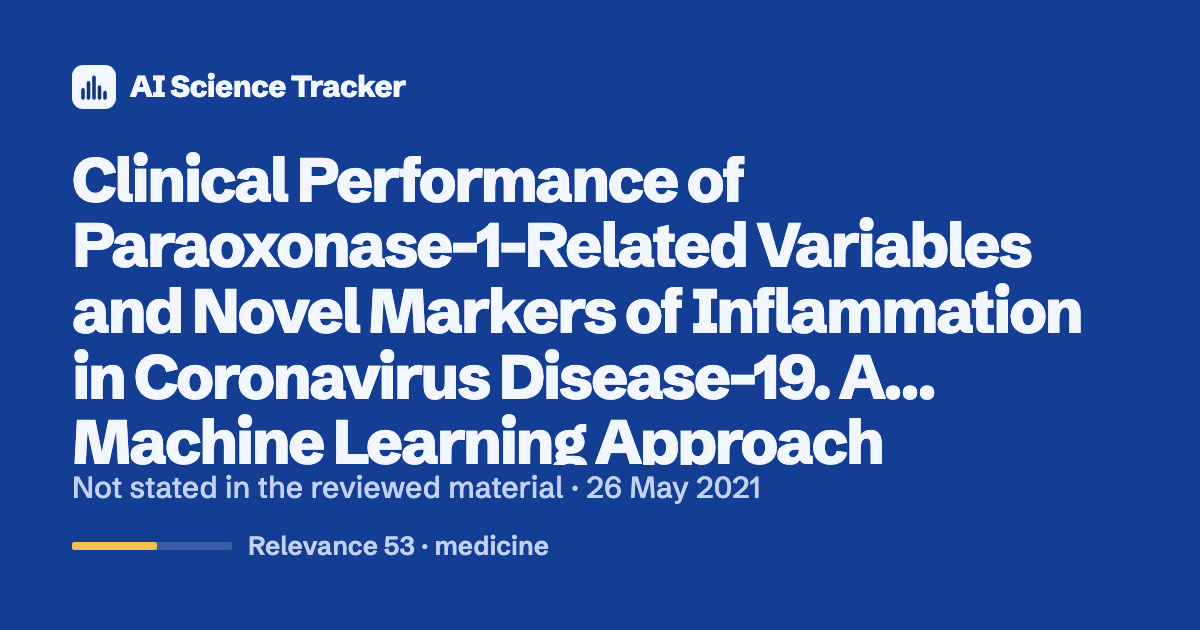 AI Science Tracker
Clinical Performance of
Paraoxonase-1-Related Variables
and Novel Markers of Inflammation
in Coronavirus Disease-19. A...
Machine Learning Approach
Not stated in the reviewed material · 26 May 2021
Relevance 53 · medicine